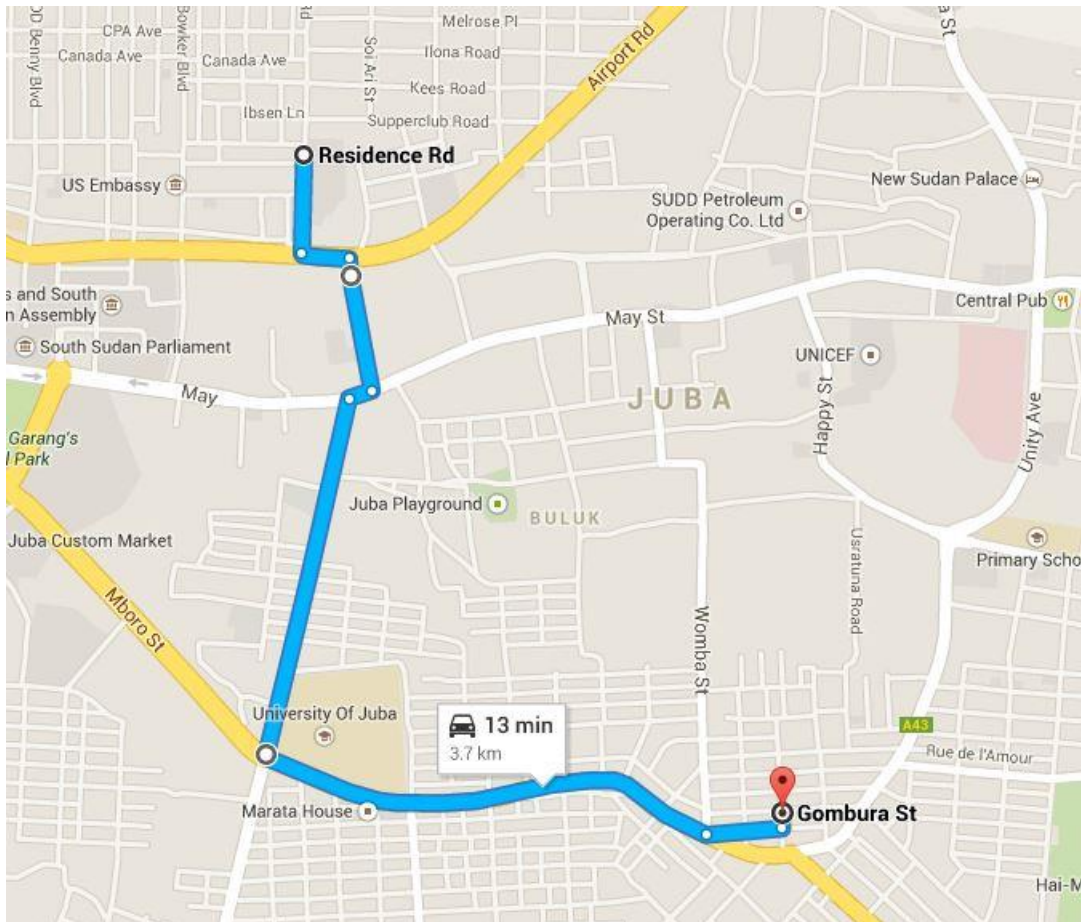 Rd
Melrose Pl
CPA Ave
Bowker Blvd
DD Benny Blvd
Canada Ave
Canada Ave
Soi Ari St
Ilona Road
Kees Road
Airport Rd
a St
Ibsen Ln
Supperclub Road
Residence Rd
US Embassy
New Sudan Palace
SUDD Petroleum
Operating Co. Ltd
s and South
n Assembly
Central Pub
May St
South Sudan Parliament
UNICEF
May
JUBA
Happy St
Unity Ave
Garang's
l Park
Juba Playground
BULUK
Juba Custom Market
Usratuna Road
Primary Scho
Mboro St
Womba St
University Of Juba
13 min
3.7 km
A43
Rue de l'Amour
Marata House
Gombura St
Hai-M